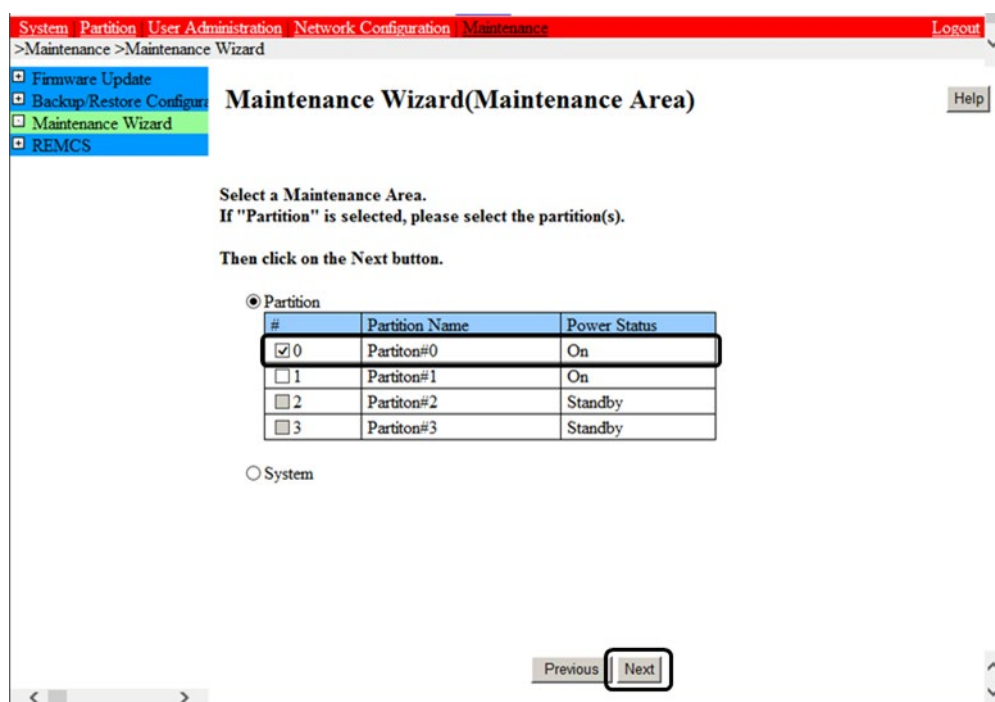 System Partition User Administration Network Configuration Maintenance Logout
>Maintenance >Maintenance Wizard
Firmware Update
Backup/Restore Configura
Maintenance Wizard
REMCS
Maintenance Wizard(Maintenance Area)
Help
Select a Maintenance Area.
If "Partition" is selected, please select the partition(s).
Then click on the Next button.
Partition
# Partition Name Power Status
0 Partiton#0 On
1 Partiton#1 On
2 Partiton#2 Standby
3 Partiton#3 Standby
System
Previous Next